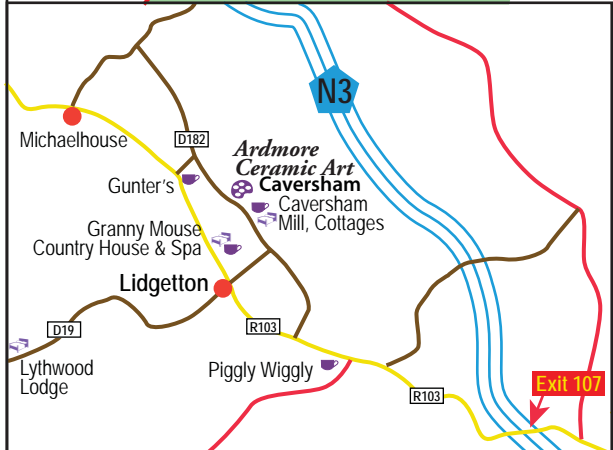 N3
Michaelhouse
D182
Ardmore
Ceramic Art
Caversham
Gunter's
Caversham
Mill, Cottages
Granny Mouse
Country House & Spa
Lidgetton
D19
R103
Lythwood
Lodge
Piggly Wiggly
R103
Exit 107